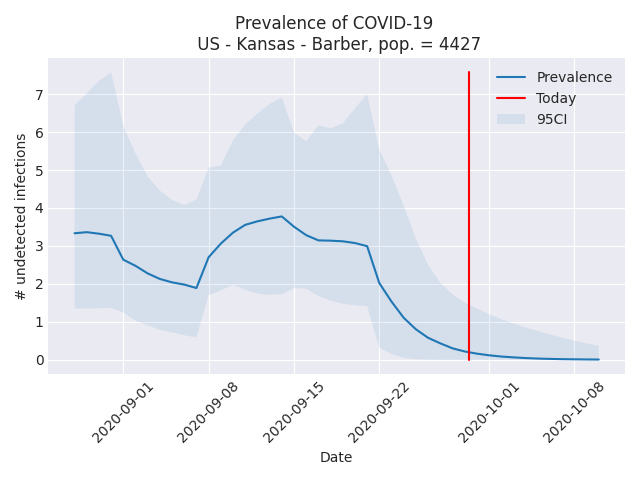 Prevalence of COVID-19
US - Kansas - Barber, pop. = 4427
Prevalence
Today
95CI
# undetected infections
7
6
5
4
3
2
1
0
2020-09-01
2020-09-08
2020-09-15
2020-09-22
2020-10-01
2020-10-08
Date